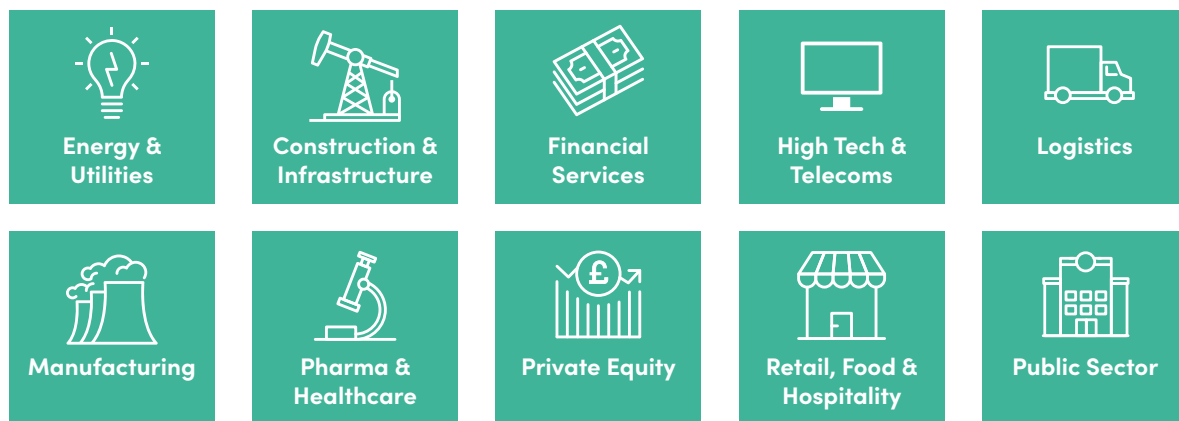 Energy &
Utilities
Construction &
Infrastructure
Financial
Services
High Tech &
Telecoms
Logistics
Manufacturing
Pharma &
Healthcare
£
Private Equity
Retail, Food &
Hospitality
Public Sector